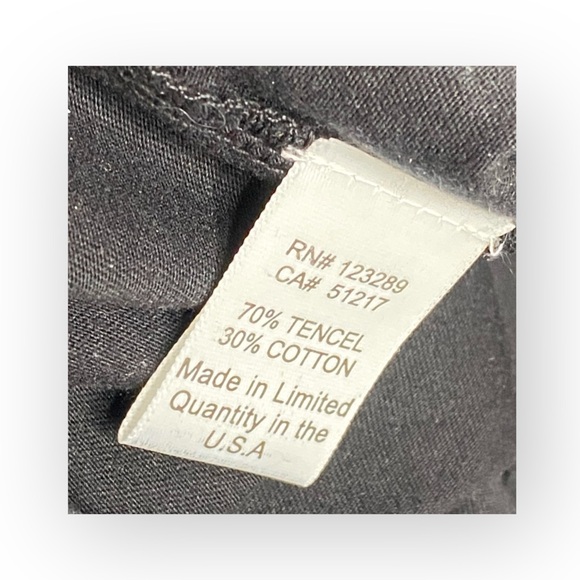 RN# 123289
CA# 51217
70% TENCEL
30% COTTON
Made in Limited
Quantity in the
U.S.A